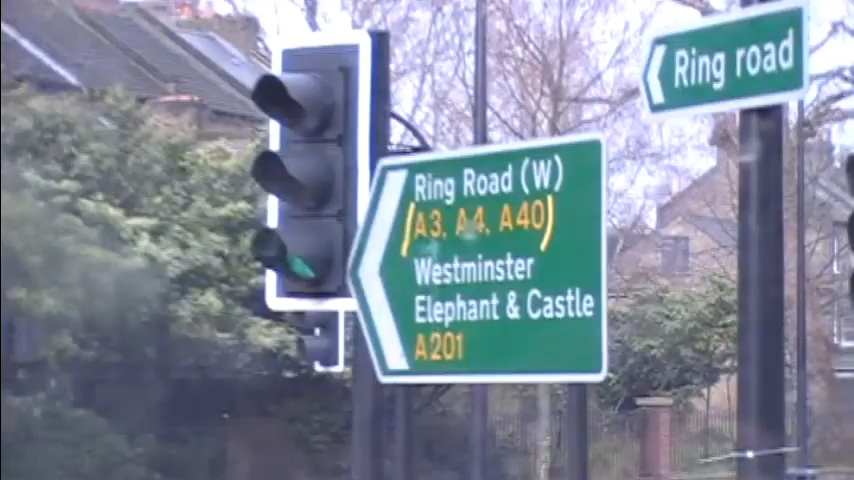 Ring road
Ring Road (W)
(A3, A4, A40)
Westminster
Elephant & Castle
A201